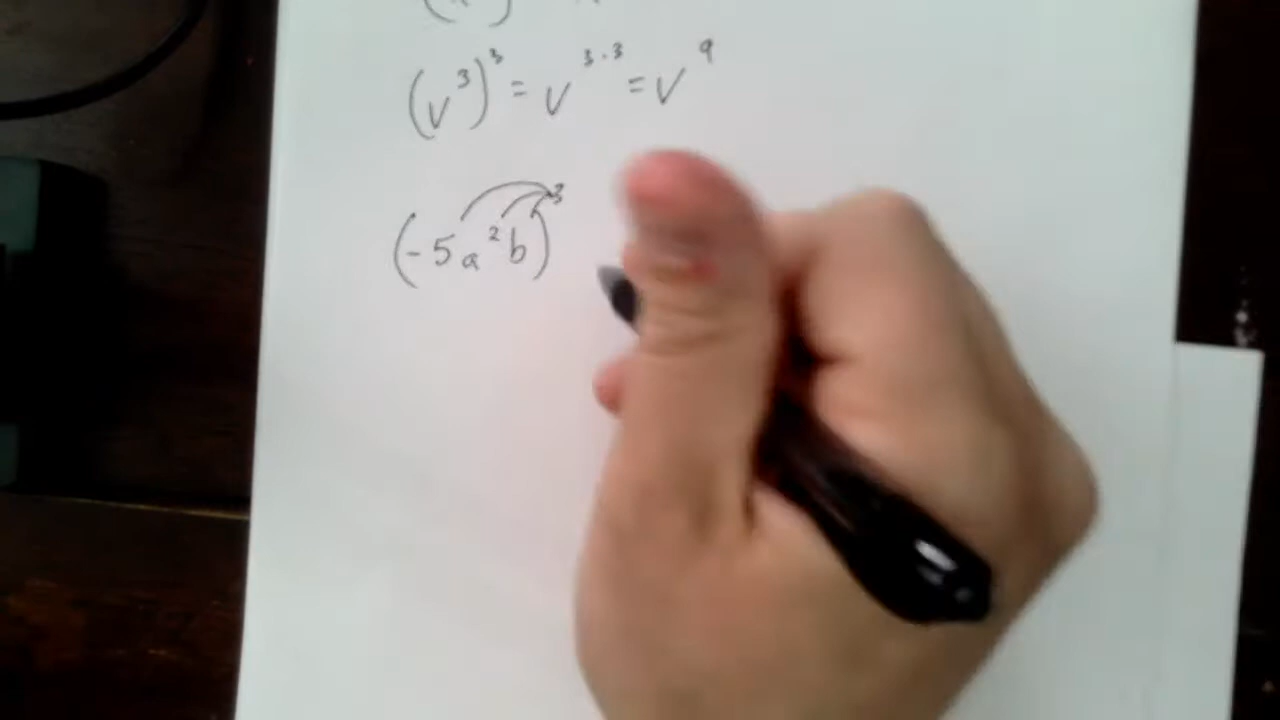 (v³)³ = v³·³ = v⁹
(-5a²b)³